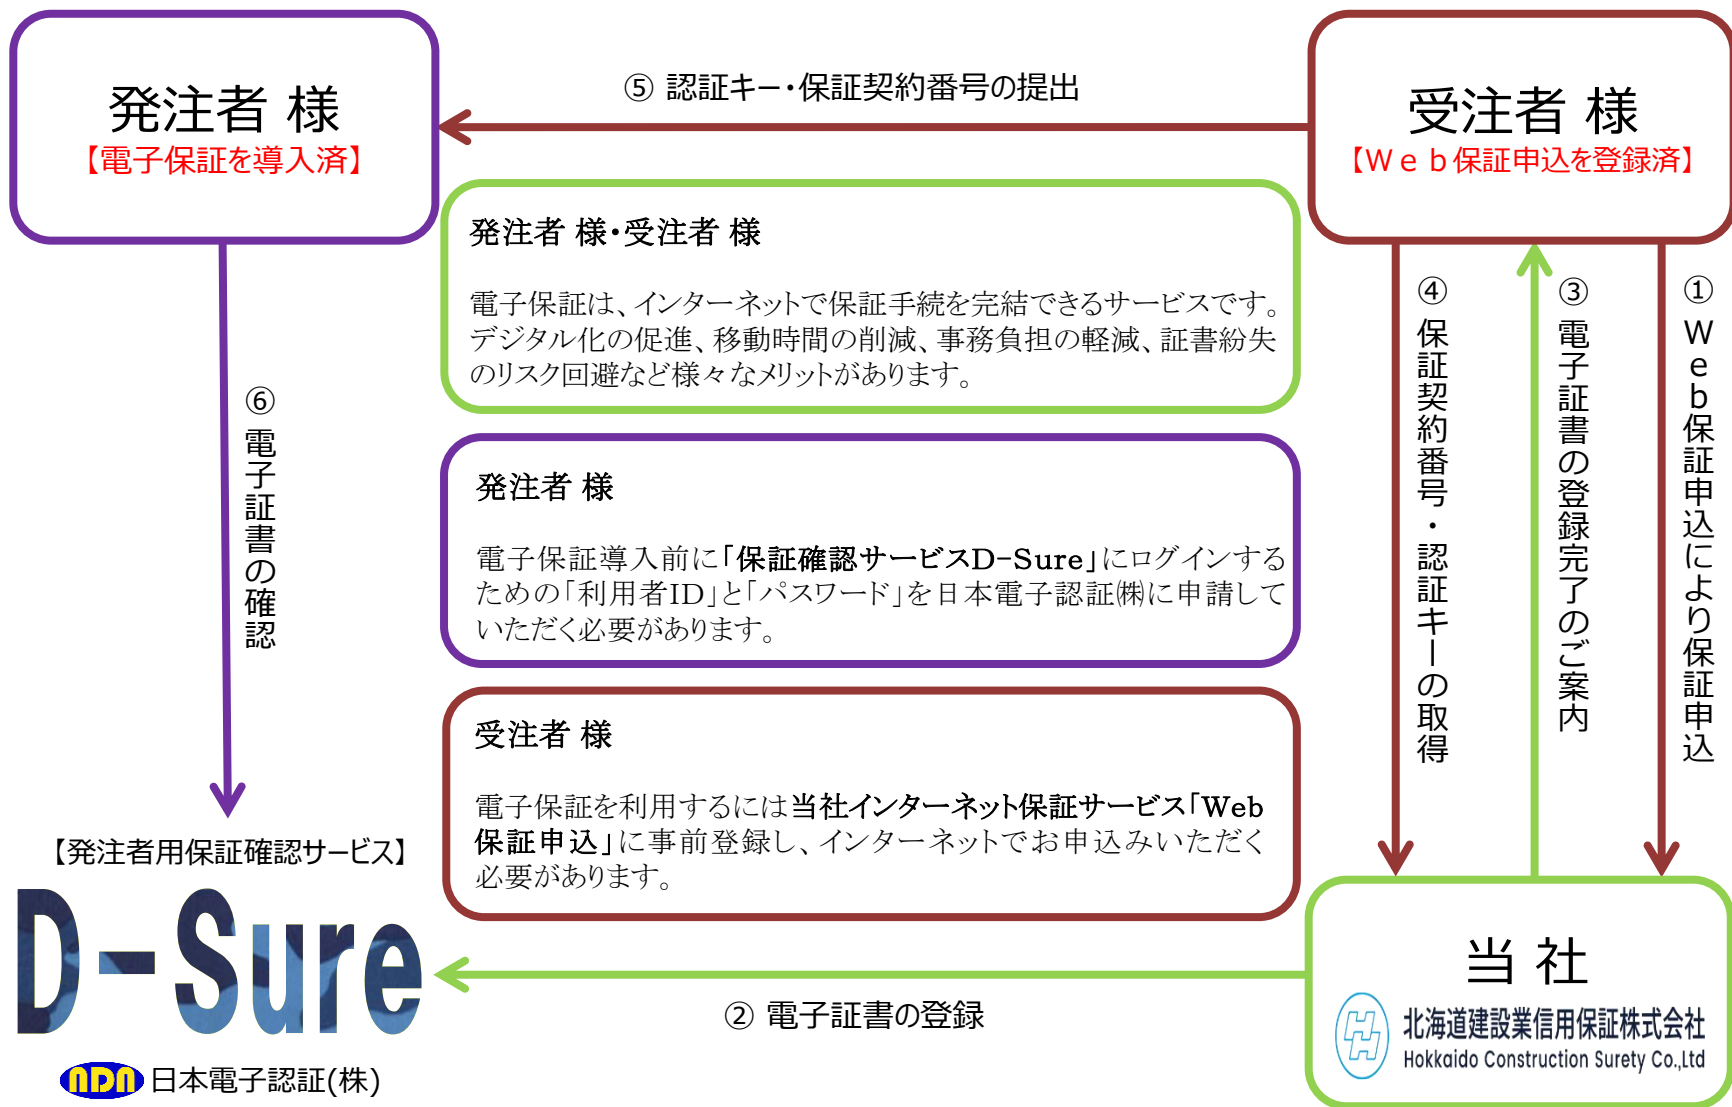 発注者 様
【電子保証を導入済】
⑤ 認証キー・保証契約番号の提出
受注者 様
【Ｗｅｂ保証申込を登録済】
発注者 様・受注者 様
電子保証は、インターネットで保証手続を完結できるサービスです。
デジタル化の促進、移動時間の削減、事務負担の軽減、証書紛失
のリスク回避など様々なメリットがあります。
発注者 様
電子保証導入前に「保証確認サービスD-Sure」にログインする
ための「利用者ID」と「パスワード」を日本電子認証㈱に申請して
いただく必要があります。
受注者 様
電子保証を利用するには当社インターネット保証サービス「Web
保証申込」に事前登録し、インターネットでお申込みいただく
必要があります。
⑥ 電子証書の確認
④ 保証契約番号・認証キーの取得
③ 電子証書の登録完了のご案内
① Ｗｅｂ保証申込により保証申込
【発注者用保証確認サービス】
D-Sure
NDN 日本電子認証(株)
② 電子証書の登録
当 社
北海道建設業信用保証株式会社
Hokkaido Construction Surety Co.,Ltd